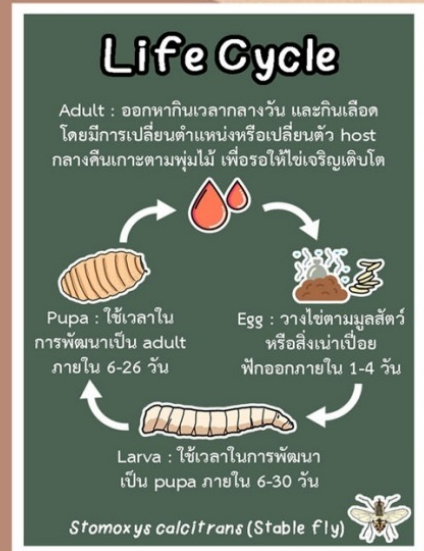 Life Cycle
Adult : ออกหากินเวลากลางวัน และกินเลือด
โดยมีการเปลี่ยนตำแหน่งหรือเปลี่ยนตัว host
กลางคืนเกาะตามพุ่มไม้ เพื่อรอให้ไข่เจริญเติบโต
Egg : วางไข่ตามมูลสัตว์
หรือสิ่งเน่าเปื่อย
ฟักออกภายใน 1-4 วัน
Larva : ใช้เวลาในการพัฒนา
เป็น pupa ภายใน 6-30 วัน
Pupa : ใช้เวลาใน
การพัฒนาเป็น adult
ภายใน 6-26 วัน
Stomoxys calcitrans (Stable fly)